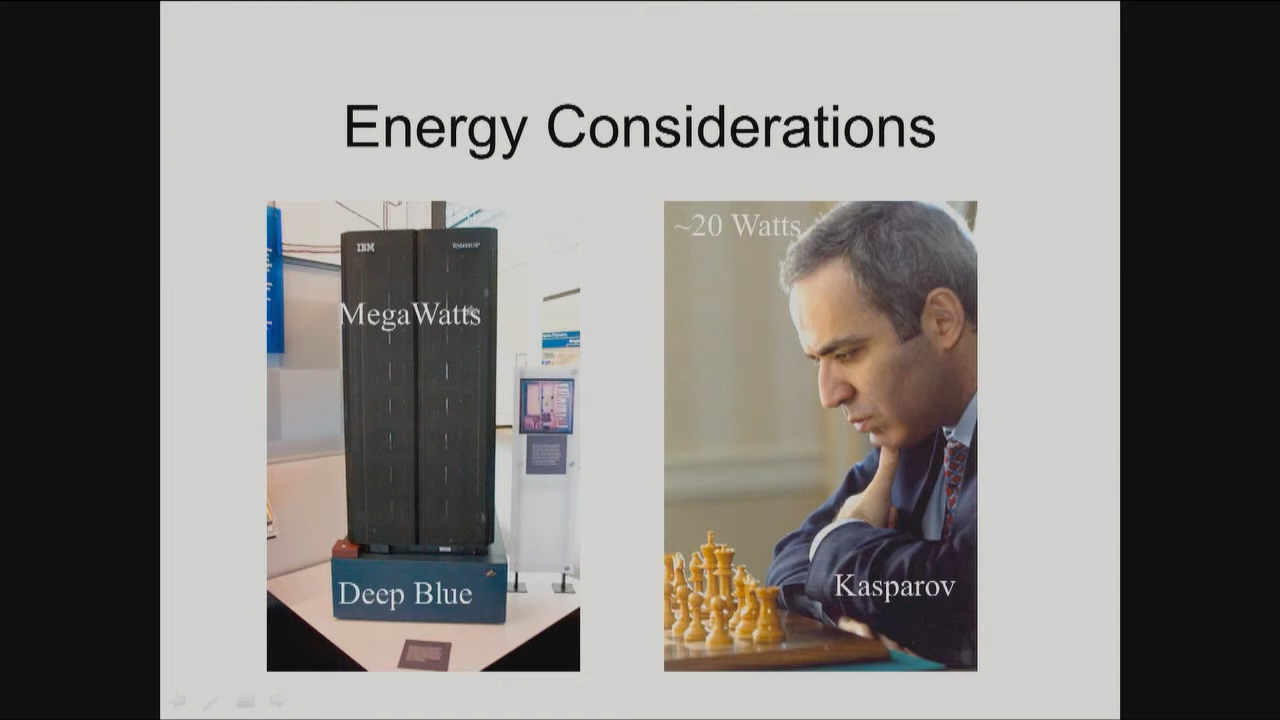 Energy Considerations
IBM
MegaWatts
Deep Blue
~20 Watts
Kasparov